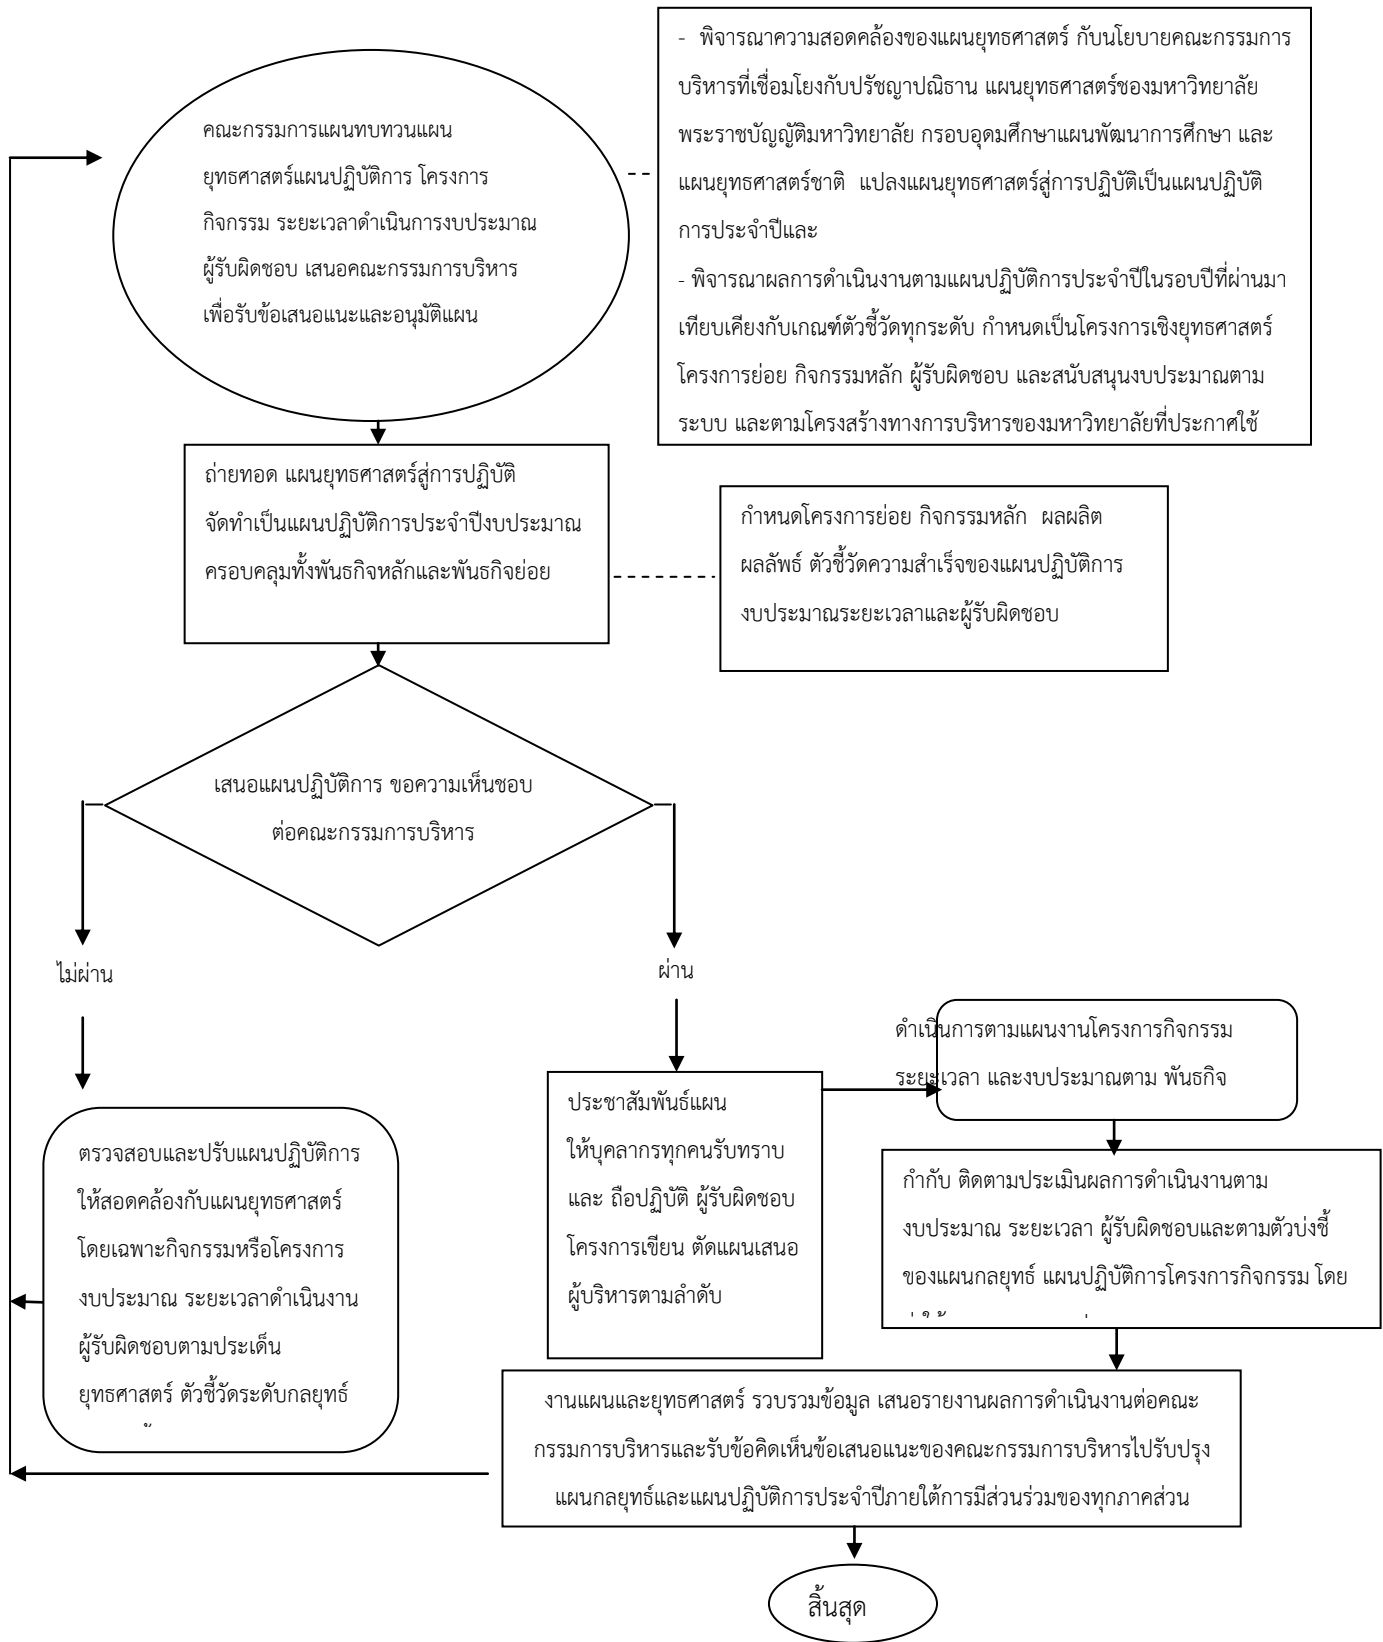 คณะกรรมการแผนทบทวนแผน
ยุทธศาสตร์แผนปฏิบัติการ โครงการ
กิจกรรม ระยะเวลาดำเนินการงบประมาณ
ผู้รับผิดชอบ เสนอคณะกรรมการบริหาร
เพื่อรับข้อเสนอแนะและอนุมัติแผน
- พิจารณาความสอดคล้องของแผนยุทธศาสตร์ กับนโยบายคณะกรรมการ
บริหารที่เชื่อมโยงกับปรัชญาปณิธาน แผนยุทธศาสตร์ชองมหาวิทยาลัย
พระราชบัญญัติมหาวิทยาลัย กรอบอุดมศึกษาแผนพัฒนาการศึกษา และ
แผนยุทธศาสตร์ชาติ แปลงแผนยุทธศาสตร์สู่การปฏิบัติเป็นแผนปฏิบัติ
การประจำปีและ
- พิจารณาผลการดำเนินงานตามแผนปฏิบัติการประจำปีในรอบปีที่ผ่านมา
เทียบเคียงกับเกณฑ์ตัวชี้วัดทุกระดับ กำหนดเป็นโครงการเชิงยุทธศาสตร์
โครงการย่อย กิจกรรมหลัก ผู้รับผิดชอบ และสนับสนุนงบประมาณตาม
ระบบ และตามโครงสร้างทางการบริหารของมหาวิทยาลัยที่ประกาศใช้
ถ่ายทอด แผนยุทธศาสตร์สู่การปฏิบัติ
จัดทำเป็นแผนปฏิบัติการประจำปีงบประมาณ
ครอบคลุมทั้งพันธกิจหลักและพันธกิจย่อย
กำหนดโครงการย่อย กิจกรรมหลัก ผลผลิต
ผลลัพธ์ ตัวชี้วัดความสำเร็จของแผนปฏิบัติการ
งบประมาณระยะเวลาและผู้รับผิดชอบ
เสนอแผนปฏิบัติการ ขอความเห็นชอบ
ต่อคณะกรรมการบริหาร
ไม่ผ่าน
ผ่าน
ตรวจสอบและปรับแผนปฏิบัติการ
ให้สอดคล้องกับแผนยุทธศาสตร์
โดยเฉพาะกิจกรรมหรือโครงการ
งบประมาณ ระยะเวลาดำเนินงาน
ผู้รับผิดชอบตามประเด็น
ยุทธศาสตร์ ตัวชี้วัดระดับกลยุทธ์
ประชาสัมพันธ์แผน
ให้บุคลากรทุกคนรับทราบ
และ ถือปฏิบัติ ผู้รับผิดชอบ
โครงการเขียน ตัดแผนเสนอ
ผู้บริหารตามลำดับ
ดำเนินการตามแผนงานโครงการกิจกรรม
ระยะเวลา และงบประมาณตาม พันธกิจ
กำกับ ติดตามประเมินผลการดำเนินงานตาม
งบประมาณ ระยะเวลา ผู้รับผิดชอบและตามตัวบ่งชี้
ของแผนกลยุทธ์ แผนปฏิบัติการโครงการกิจกรรม โดย
งานแผนและยุทธศาสตร์ รวบรวมข้อมูล เสนอรายงานผลการดำเนินงานต่อคณะ
กรรมการบริหารและรับข้อคิดเห็นข้อเสนอแนะของคณะกรรมการบริหารไปรับปรุง
แผนกลยุทธ์และแผนปฏิบัติการประจำปีภายใต้การมีส่วนร่วมของทุกภาคส่วน
สิ้นสุด